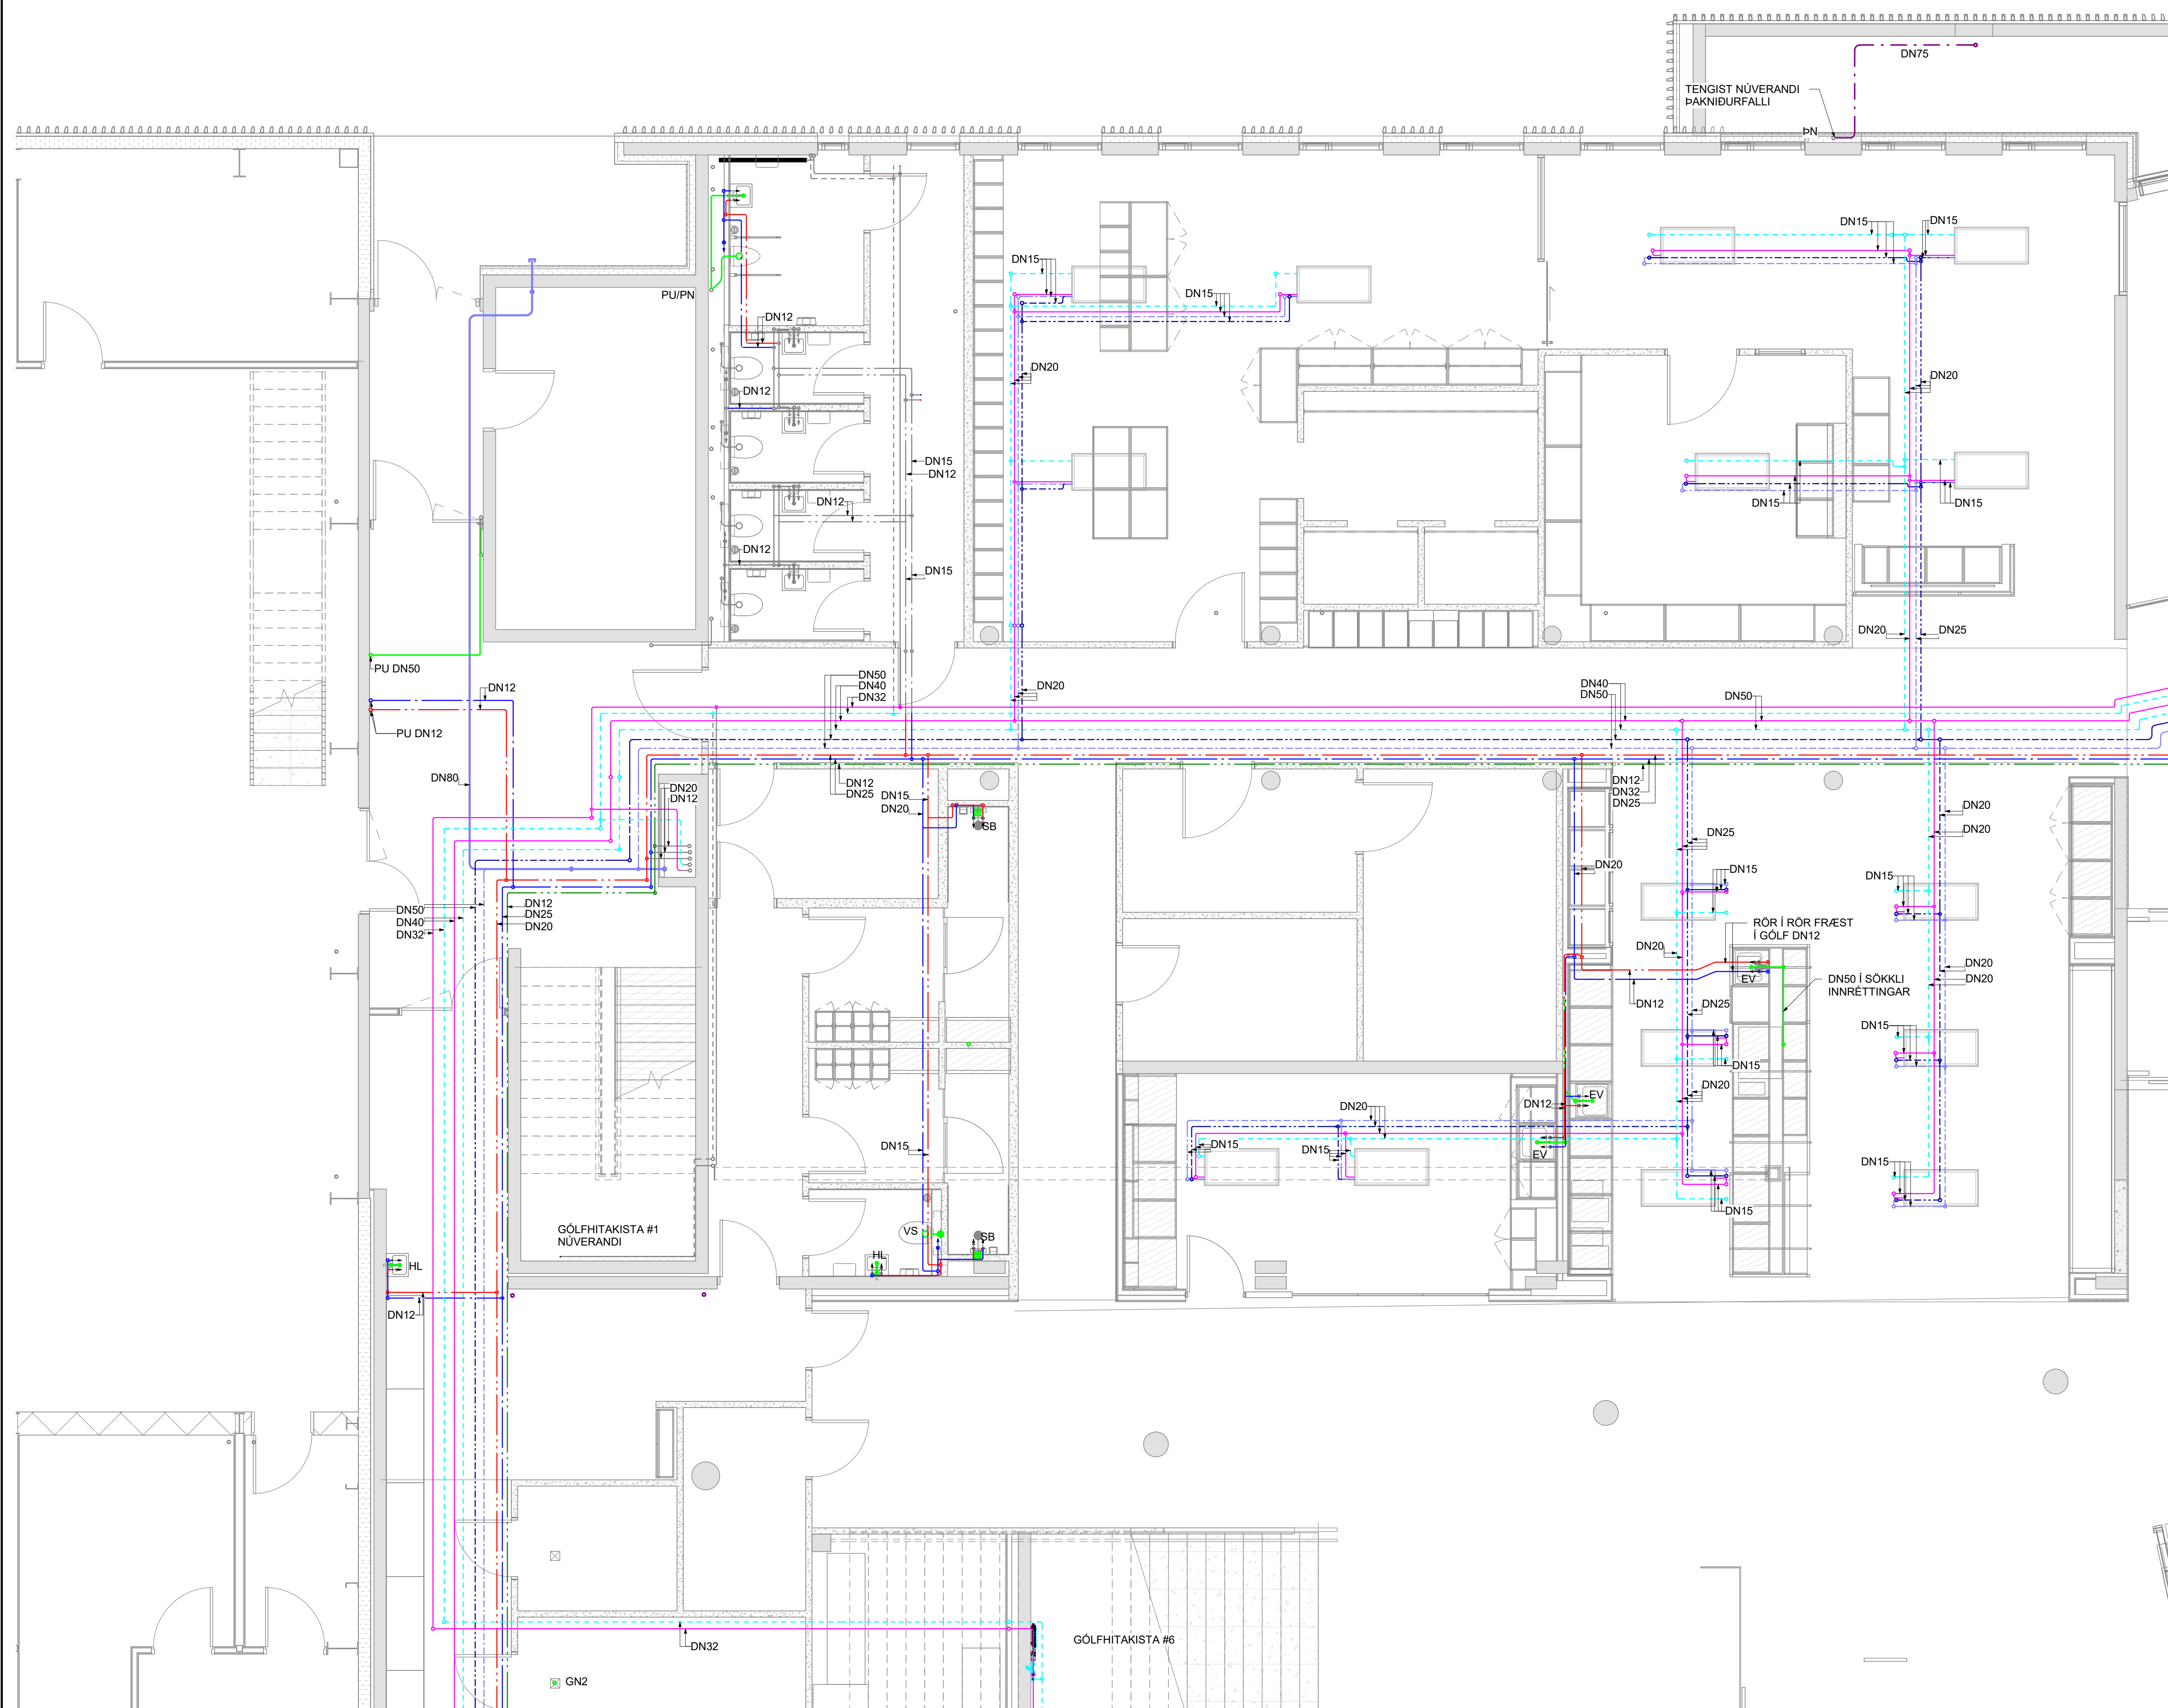 DN75
TENGIST NÚVERANDI
ÞAKNIÐURFALLI
ÞN
DN15
DN15
DN15
PU/PN
DN15
DN12
DN20
DN20
DN12
DN15
DN12
DN12
DN15
DN15
DN12
DN15
DN20
DN25
PU DN50
DN50
DN40
DN32
DN20
DN40
DN50
DN50
DN12
PU DN12
DN80
DN20
DN12
DN12
DN25
DN15
DN20
SB
DN12
DN32
DN25
DN20
DN20
DN25
DN20
DN15
DN15
DN50
DN40
DN32
DN12
DN25
DN20
RÖR Í RÖR FRÆST
Í GÓLF DN12
DN20
EV
DN50 Í SÖKKLI
INNRÉTTINGAR
DN20
DN20
DN12
DN25
DN15
DN15
DN20
DN12
EV
DN20
DN15
DN15
DN15
EV
DN15
DN15
GÓLFHITAKISTA #1
NÚVERANDI
VS
SB
HL
HL
DN12
DN32
GÓLFHITAKISTA #6
GN2